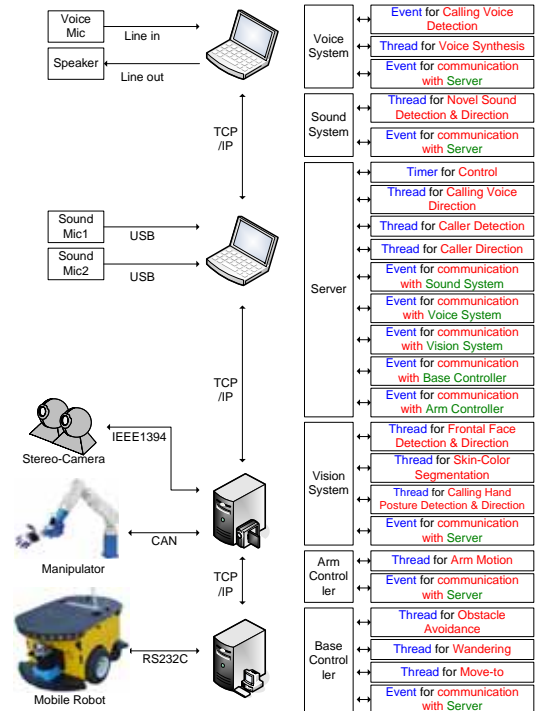 Voice
Mic
Line in
Speaker
Line out
TCP
/IP
Sound
Mic1
USB
Sound
Mic2
USB
TCP
/IP
IEEE1394
Stereo-Camera
CAN
Manipulator
TCP
/IP
RS232C
Mobile Robot
Voice
System
Event for Calling Voice
Detection
Thread for Voice Synthesis
Event for communication
with Server
Sound
System
Thread for Novel Sound
Detection & Direction
Event for communication
with Server
Server
Timer for Control
Thread for Calling Voice
Direction
Thread for Caller Detection
Thread for Caller Direction
Event for communication
with Sound System
Event for communication
with Voice System
Event for communication
with Vision System
Event for communication
with Base Controller
Event for communication
with Arm Controller
Vision
System
Thread for Frontal Face
Detection & Direction
Thread for Skin-Color
Segmentation
Thread for Calling Hand
Posture Detection & Direction
Event for communication
with Server
Arm
Control
ler
Thread for Arm Motion
Event for communication
with Server
Base
Control
ler
Thread for Obstacle
Avoidance
Thread for Wandering
Thread for Move-to
Event for communication
with Server